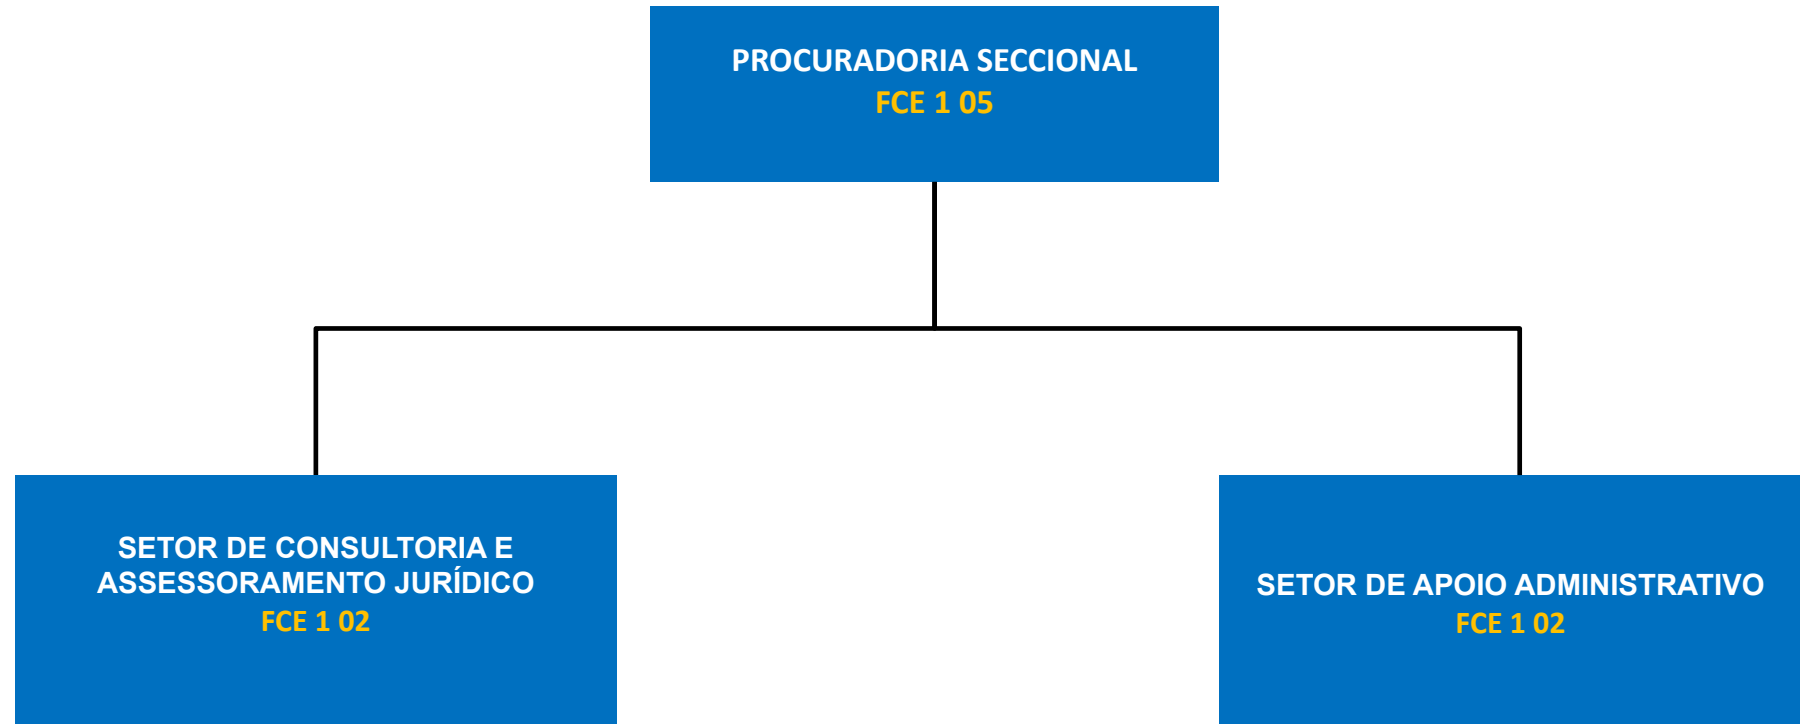 PROCURADORIA SECCIONAL
FCE 1 05
SETOR DE CONSULTORIA E
ASSESSORAMENTO JURÍDICO
FCE 1 02
SETOR DE APOIO ADMINISTRATIVO
FCE 1 02